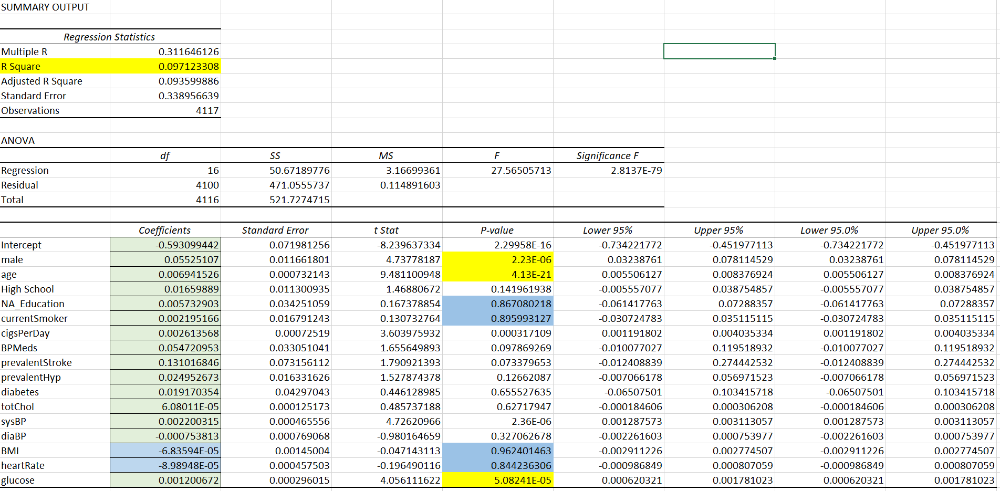 SUMMARY OUTPUT
Regression Statistics
Multiple R 0.311646126
R Square 0.097123308
Adjusted R Square 0.093599886
Standard Error 0.338956639
Observations 4117
ANOVA
df SS MS F Significance F
Regression 16 50.67189776 3.16699361 27.56505713 2.8137E-79
Residual 4100 471.0555737 0.114891603
Total 4116 521.7274715
Coefficients Standard Error t Stat P-value Lower 95% Upper 95% Lower 95.0% Upper 95.0%
Intercept -0.593099442 0.071981256 -8.239637334 2.29958E-16 -0.734221772 -0.451977113 -0.734221772 -0.451977113
male 0.05525107 0.011661801 4.73778187 2.23E-06 0.03238761 0.078114529 0.03238761 0.078114529
age 0.006941526 0.000732143 9.481100948 4.13E-21 0.005506127 0.008376924 0.005506127 0.008376924
High School 0.01659889 0.011300935 1.46880672 0.141961938 -0.005557077 0.038754857 -0.005557077 0.038754857
NA_Education 0.005732903 0.034251059 0.167378854 0.867080218 -0.061417763 0.07288357 -0.061417763 0.07288357
currentSmoker 0.002195166 0.016791243 0.130732764 0.895993127 -0.030724783 0.035115115 -0.030724783 0.035115115
cigsPerDay 0.002613568 0.00072519 3.603975932 0.000317109 0.001191802 0.004035334 0.001191802 0.004035334
BPMeds 0.054720953 0.033051041 1.655649893 0.097869269 -0.010077027 0.119518932 -0.010077027 0.119518932
prevalentStroke 0.131016846 0.073156112 1.790921393 0.073379653 -0.012408839 0.274442532 -0.012408839 0.274442532
prevalentHyp 0.024952673 0.016331626 1.527874378 0.12662087 -0.007066178 0.056971523 -0.007066178 0.056971523
diabetes 0.019170354 0.04297043 0.446128985 0.655527635 -0.06507501 0.103415718 -0.06507501 0.103415718
totChol 6.08011E-05 0.000125173 0.485737188 0.62717947 -0.000184606 0.000306208 -0.000184606 0.000306208
sysBP 0.002200315 0.000465556 4.72620966 2.36E-06 0.001287573 0.003113057 0.001287573 0.003113057
diaBP -0.000753813 0.000769068 -0.980164659 0.327062678 -0.002261603 0.000753977 -0.002261603 0.000753977
BMI -6.83594E-05 0.00145004 -0.047143113 0.962401463 -0.002911226 0.002774507 -0.002911226 0.002774507
heartRate -8.98948E-05 0.000457503 -0.196490116 0.844236306 -0.000986849 0.000807059 -0.000986849 0.000807059
glucose 0.001200672 0.000296015 4.056111622 5.08241E-05 0.000620321 0.001781023 0.000620321 0.001781023